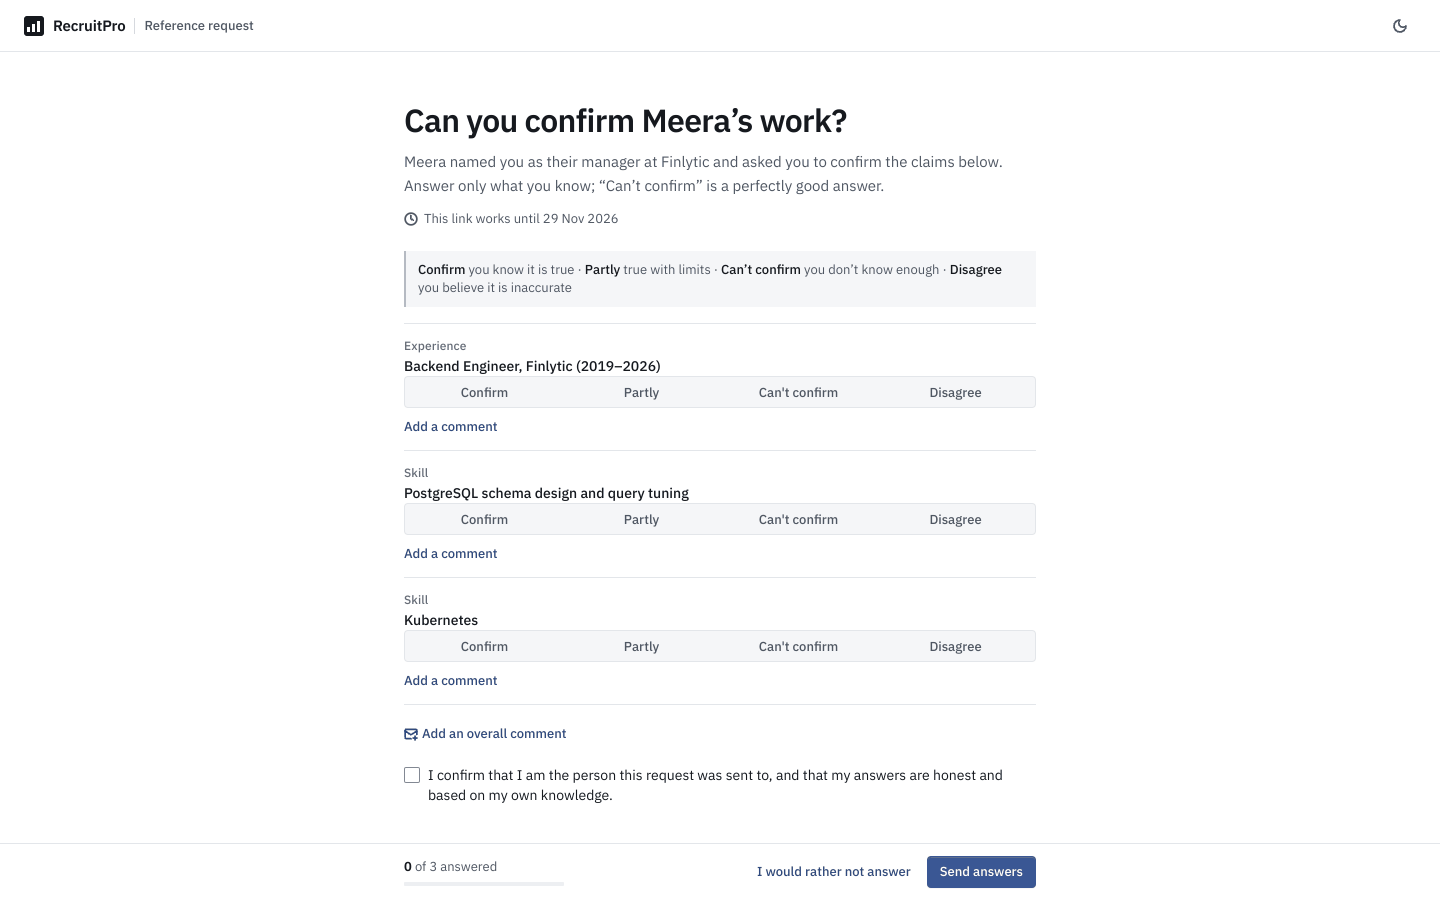 RecruitPro
Reference request
Can you confirm Meera’s work?
Meera named you as their manager at Finlytic and asked you to confirm the claims below.
Answer only what you know; “Can’t confirm” is a perfectly good answer.
This link works until 29 Nov 2026
Confirm you know it is true · Partly true with limits · Can’t confirm you don’t know enough · Disagree
you believe it is inaccurate
Experience
Backend Engineer, Finlytic (2019–2026)
Confirm Partly Can't confirm Disagree
Add a comment
Skill
PostgreSQL schema design and query tuning
Confirm Partly Can't confirm Disagree
Add a comment
Skill
Kubernetes
Confirm Partly Can't confirm Disagree
Add a comment
Add an overall comment
I confirm that I am the person this request was sent to, and that my answers are honest and
based on my own knowledge.
0 of 3 answered
I would rather not answer
Send answers